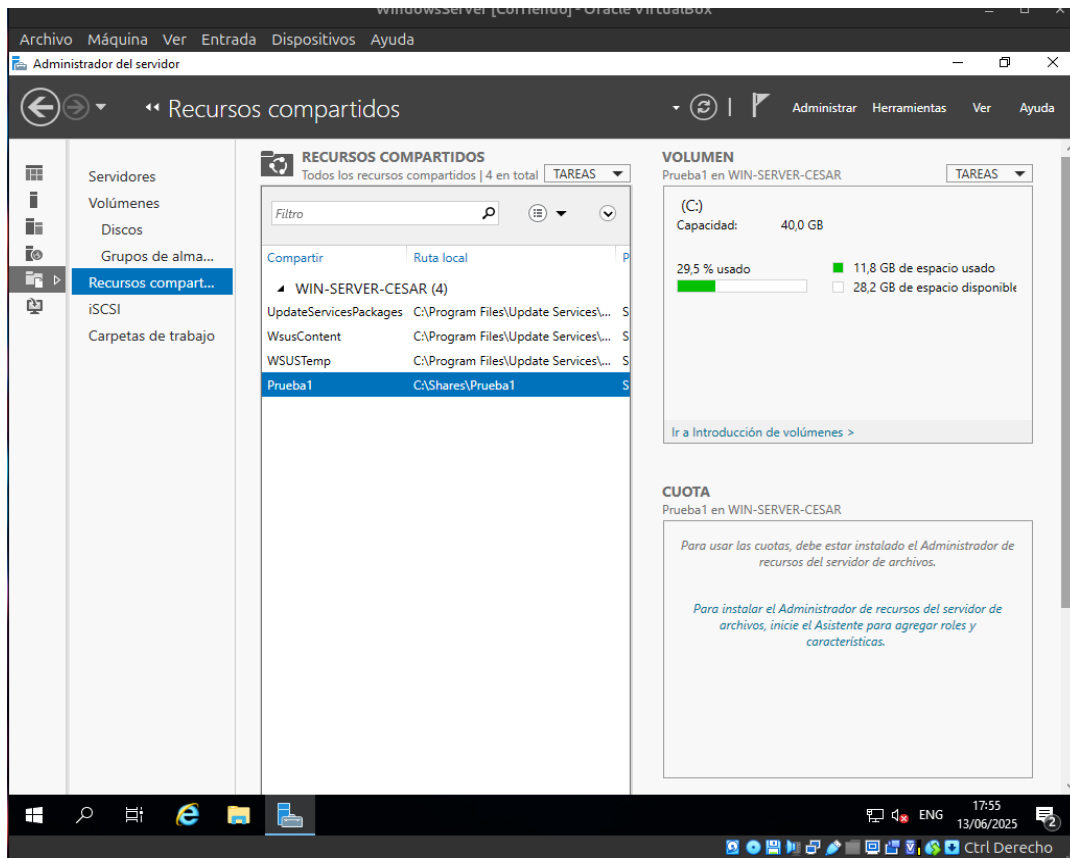 WindowsServer [Corriendo] - Oracle VirtualBox
Archivo Máquina Ver Entrada Dispositivos Ayuda
Administrador del servidor
Recursos compartidos
Administrar Herramientas Ver Ayuda
Servidores
Volúmenes
Discos
Grupos de alma...
Recursos compart...
iSCSI
Carpetas de trabajo
RECURSOS COMPARTIDOS
Todos los recursos compartidos | 4 en total TAREAS
Filtro
Compartir Ruta local P
WIN-SERVER-CESAR (4)
UpdateServicesPackages C:\Program Files\Update Services\... S
WsusContent C:\Program Files\Update Services\... S
WSUSTemp C:\Program Files\Update Services\... S
Prueba1 C:\Shares\Prueba1 S
VOLUMEN
Prueba1 en WIN-SERVER-CESAR TAREAS
(C:)
Capacidad: 40,0 GB
29,5 % usado
11,8 GB de espacio usado
28,2 GB de espacio disponible
Ir a Introducción de volúmenes >
CUOTA
Prueba1 en WIN-SERVER-CESAR
Para usar las cuotas, debe estar instalado el Administrador de
recursos del servidor de archivos.
Para instalar el Administrador de recursos del servidor de
archivos, inicie el Asistente para agregar roles y
características.
ENG
17:55
13/06/2025
2
Ctrl Derecho